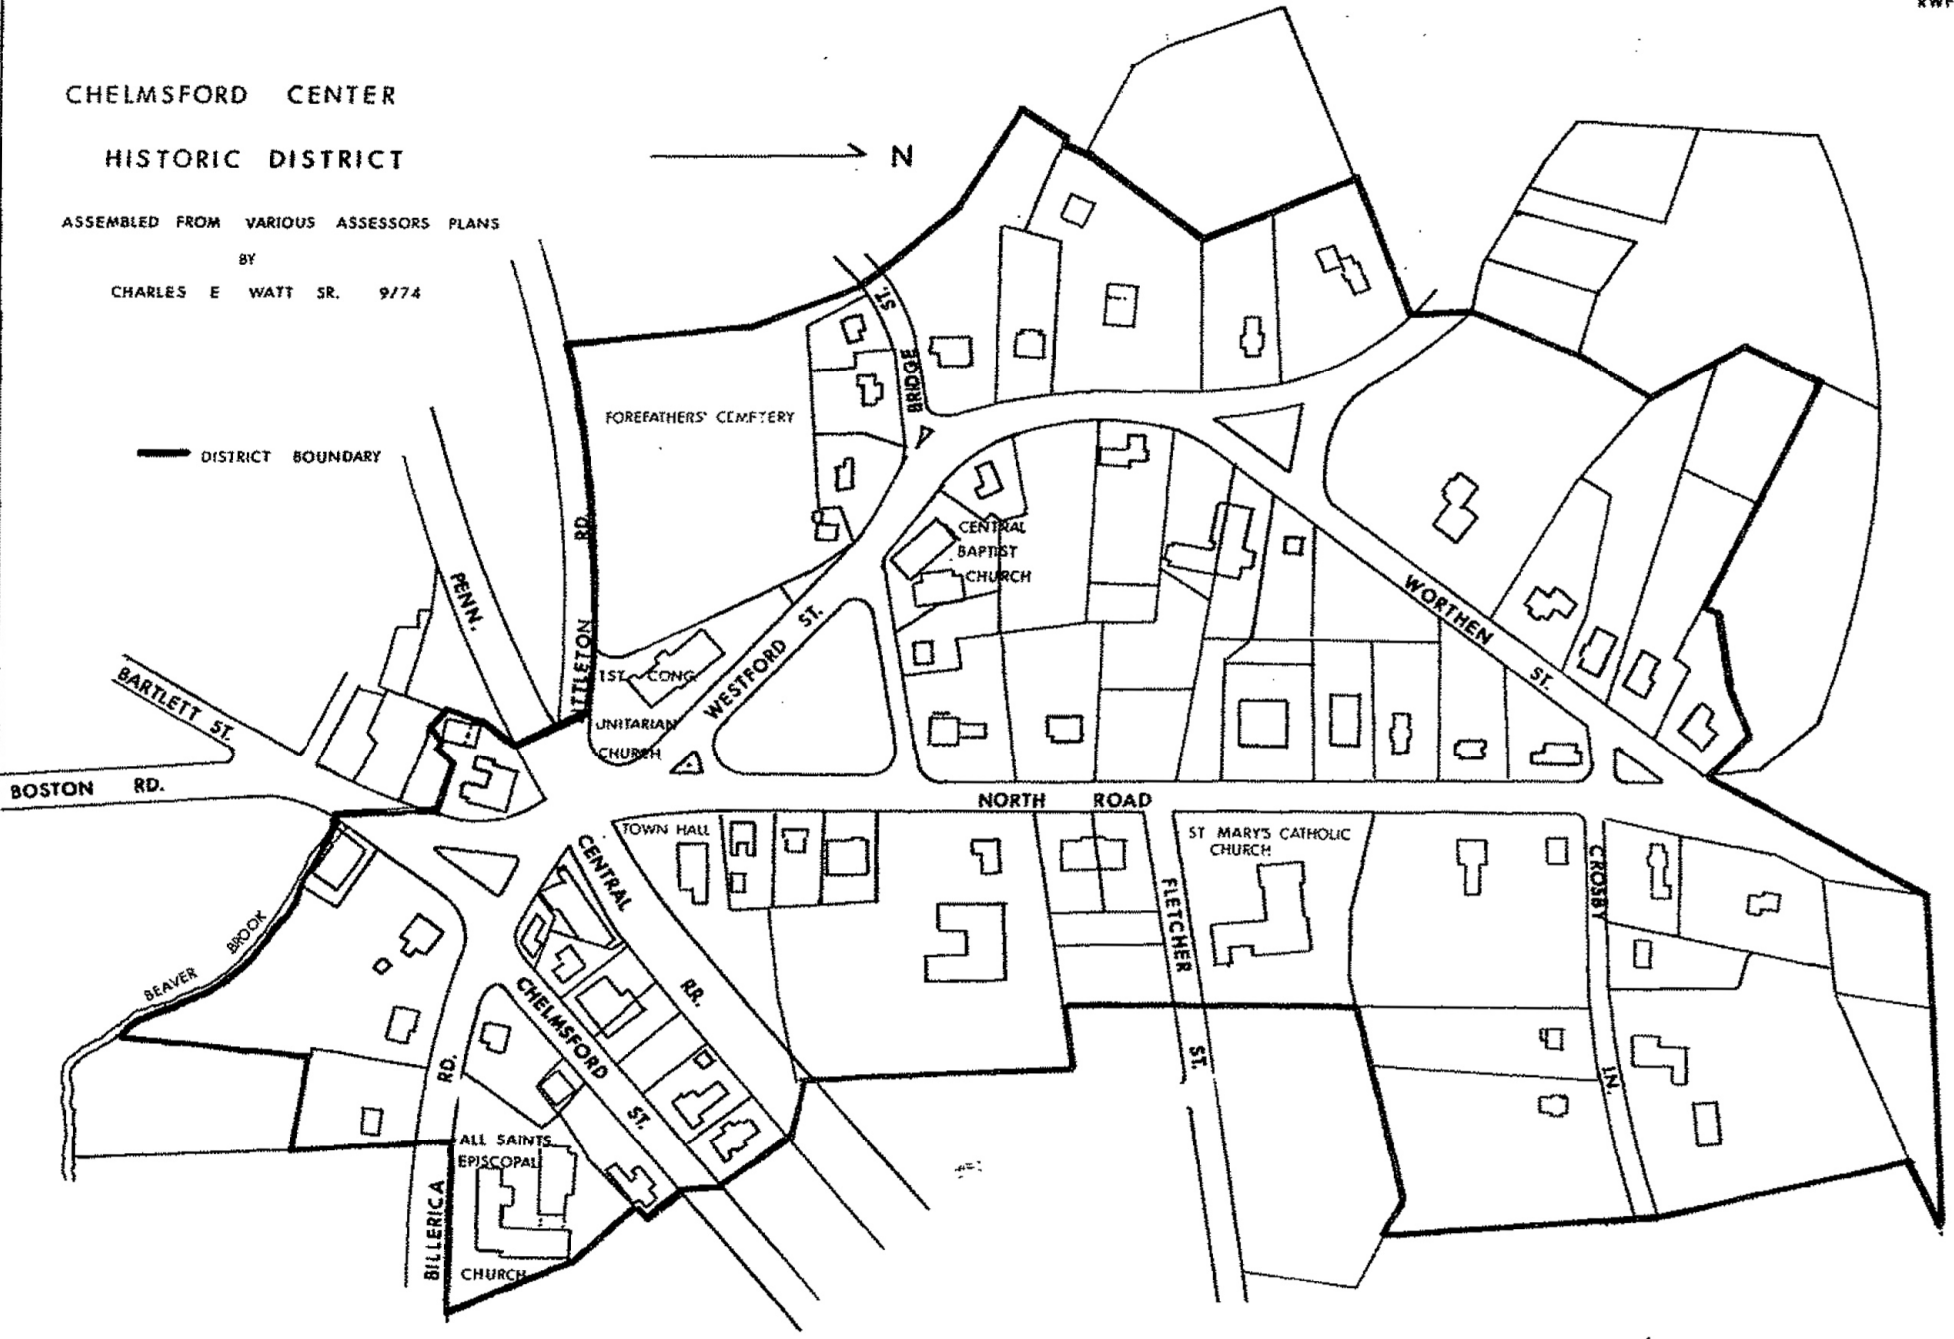 RWF
CHELMSFORD CENTER
HISTORIC DISTRICT
ASSEMBLED FROM VARIOUS ASSESSORS PLANS
BY
CHARLES E WATT SR. 9/74
N
DISTRICT BOUNDARY
BRIDGE ST.
FOREFATHERS' CEMETERY
LITTLETON RD.
PENN.
BARTLETT ST.
BOSTON RD.
1ST. CONG.
UNITARIAN
CHURCH
WESTFORD ST.
CENTRAL
BAPTIST
CHURCH
WORTHEN ST.
NORTH ROAD
TOWN HALL
CENTRAL RR.
ST MARY'S CATHOLIC
CHURCH
FLETCHER ST.
CROSBY LN.
BEAVER BROOK
CHELMSFORD ST.
BILLERICA RD.
ALL SAINTS
EPISCOPAL
CHURCH